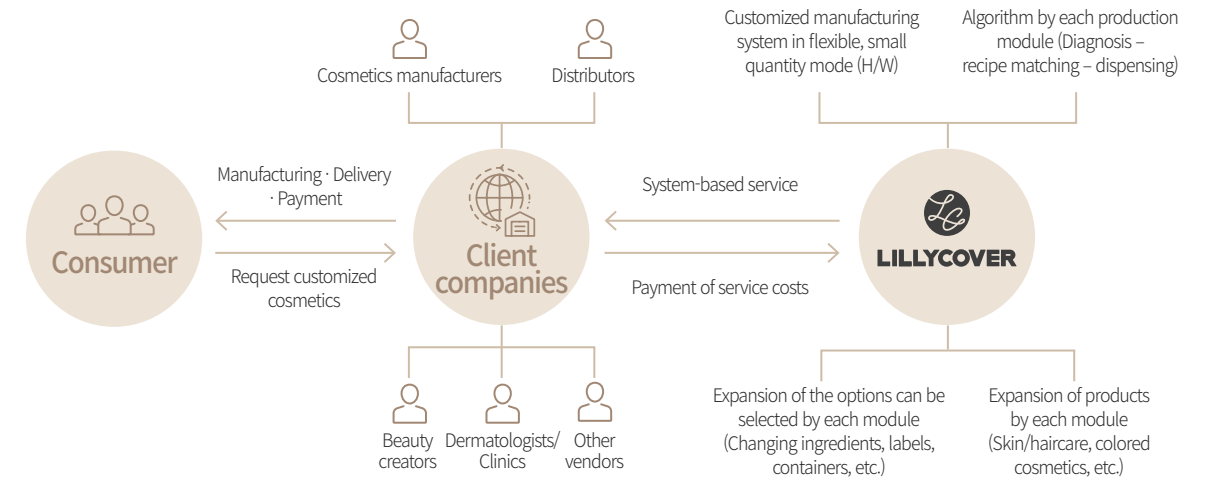 Customized manufacturing
system in flexible, small
quantity mode (H/W)
Algorithm by each production
module (Diagnosis –
recipe matching – dispensing)
Cosmetics manufacturers
Distributors
Consumer
Manufacturing · Delivery
· Payment
Request customized
cosmetics
Client
companies
System-based service
Payment of service costs
LC
LILLYCOVER
Beauty
creators
Dermatologists/
Clinics
Other
vendors
Expansion of the options can be
selected by each module
(Changing ingredients, labels,
containers, etc.)
Expansion of products
by each module
(Skin/haircare, colored
cosmetics, etc.)